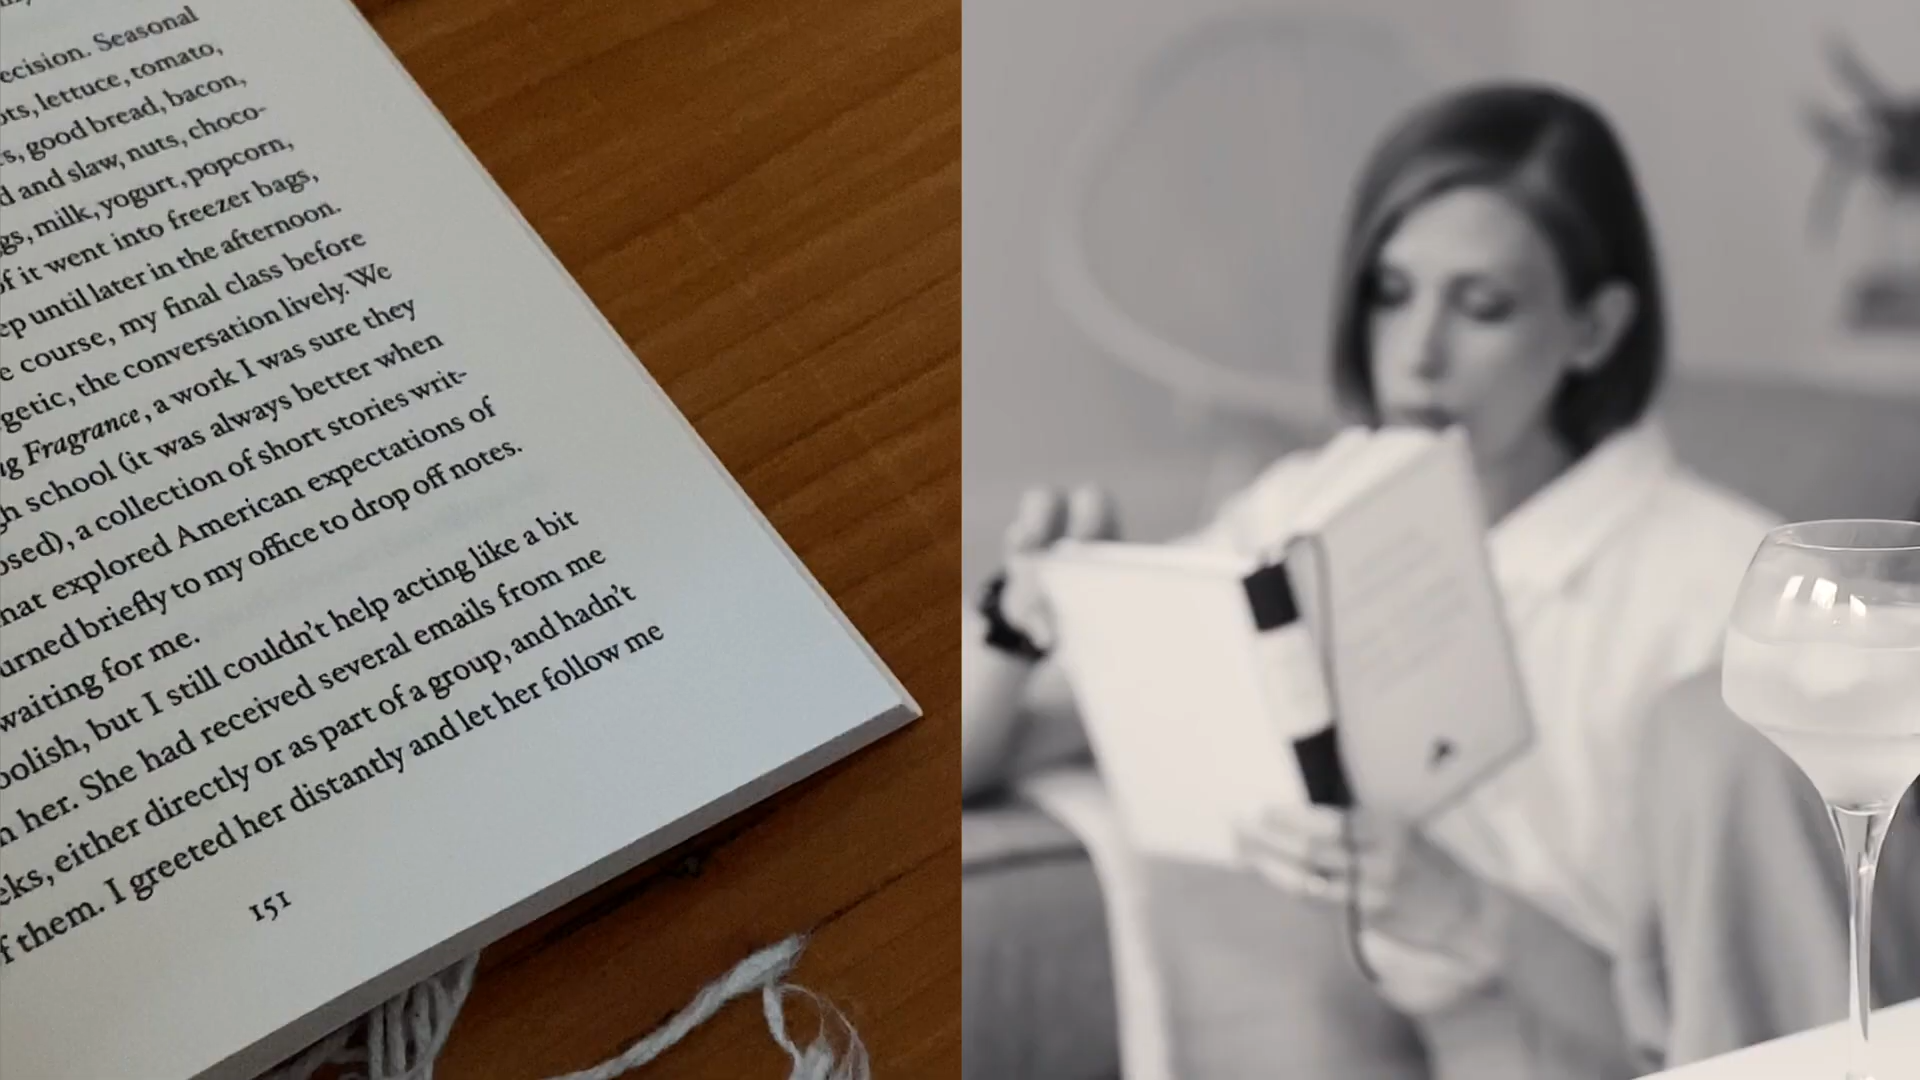 ecision. Seasonal
ots, lettuce, tomato,
s, good bread, bacon,
d and slaw, nuts, choco-
gs, milk, yogurt, popcorn,
of it went into freezer bags,
ep until later in the afternoon.
e course, my final class before
getic, the conversation lively. We
ng Fragrance, a work I was sure they
gh school (it was always better when
osed), a collection of short stories writ-
hat explored American expectations of
urned briefly to my office to drop off notes.
waiting for me.
oolish, but I still couldn't help acting like a bit
n her. She had received several emails from me
eks, either directly or as part of a group, and hadn't
f them. I greeted her distantly and let her follow me
151